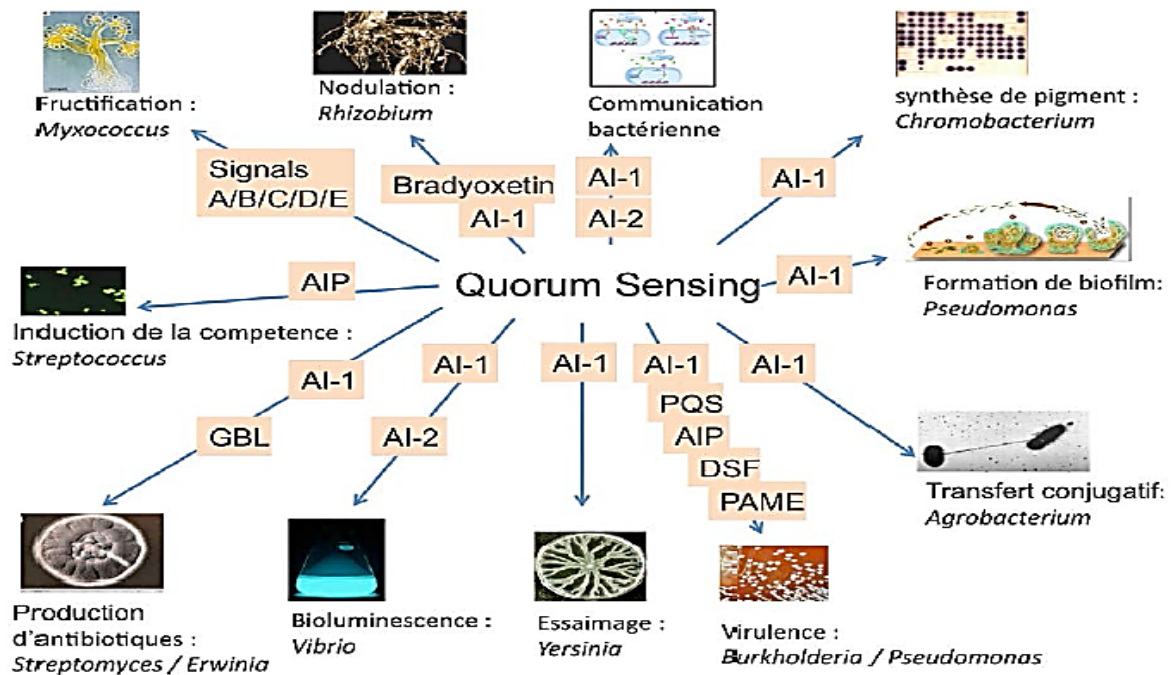 Fructification :
Myxococcus
Nodulation :
Rhizobium
Communication
bactérienne
synthèse de pigment :
Chromobacterium
Signals
A/B/C/D/E
Bradyoxetin
AI-1
AI-1
AI-2
AI-1
AIP
Quorum Sensing
AI-1
Formation de biofilm:
Pseudomonas
Induction de la competence :
Streptococcus
AI-1
GBL
AI-1
AI-2
AI-1
AI-1
PQS
AIP
DSF
PAME
AI-1
Transfert conjugatif:
Agrobacterium
Production
d'antibiotiques :
Streptomyces / Erwinia
Bioluminescence :
Vibrio
Essaimage :
Yersinia
Virulence :
Burkholderia / Pseudomonas